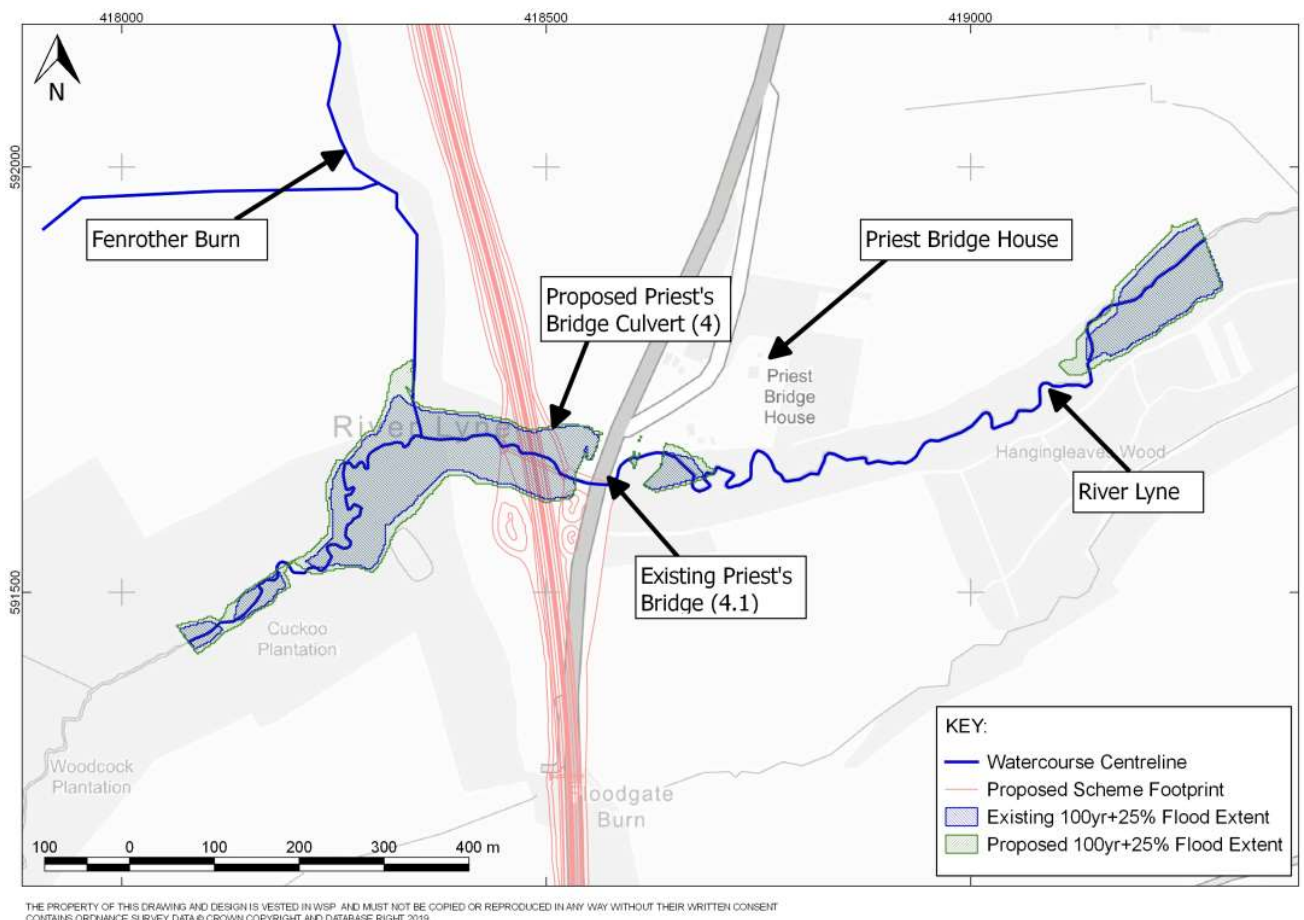 418000
418500
419000
N
592000
Fenrother Burn
Priest Bridge House
Proposed Priest's
Bridge Culvert (4)
Priest
Bridge
House
River Lyne
Hangingleaves Wood
River Lyne
Existing Priest's
Bridge (4.1)
591500
Cuckoo
Plantation
Woodcock
Plantation
Floodgate
Burn
KEY:
Watercourse Centreline
Proposed Scheme Footprint
Existing 100yr+25% Flood Extent
Proposed 100yr+25% Flood Extent
100 0 100 200 300 400 m
THE PROPERTY OF THIS DRAWING AND DESIGN IS VESTED IN WSP AND MUST NOT BE COPIED OR REPRODUCED IN ANY WAY WITHOUT THEIR WRITTEN CONSENT
CONTAINS ORDNANCE SURVEY DATA © CROWN COPYRIGHT AND DATABASE RIGHT 2019